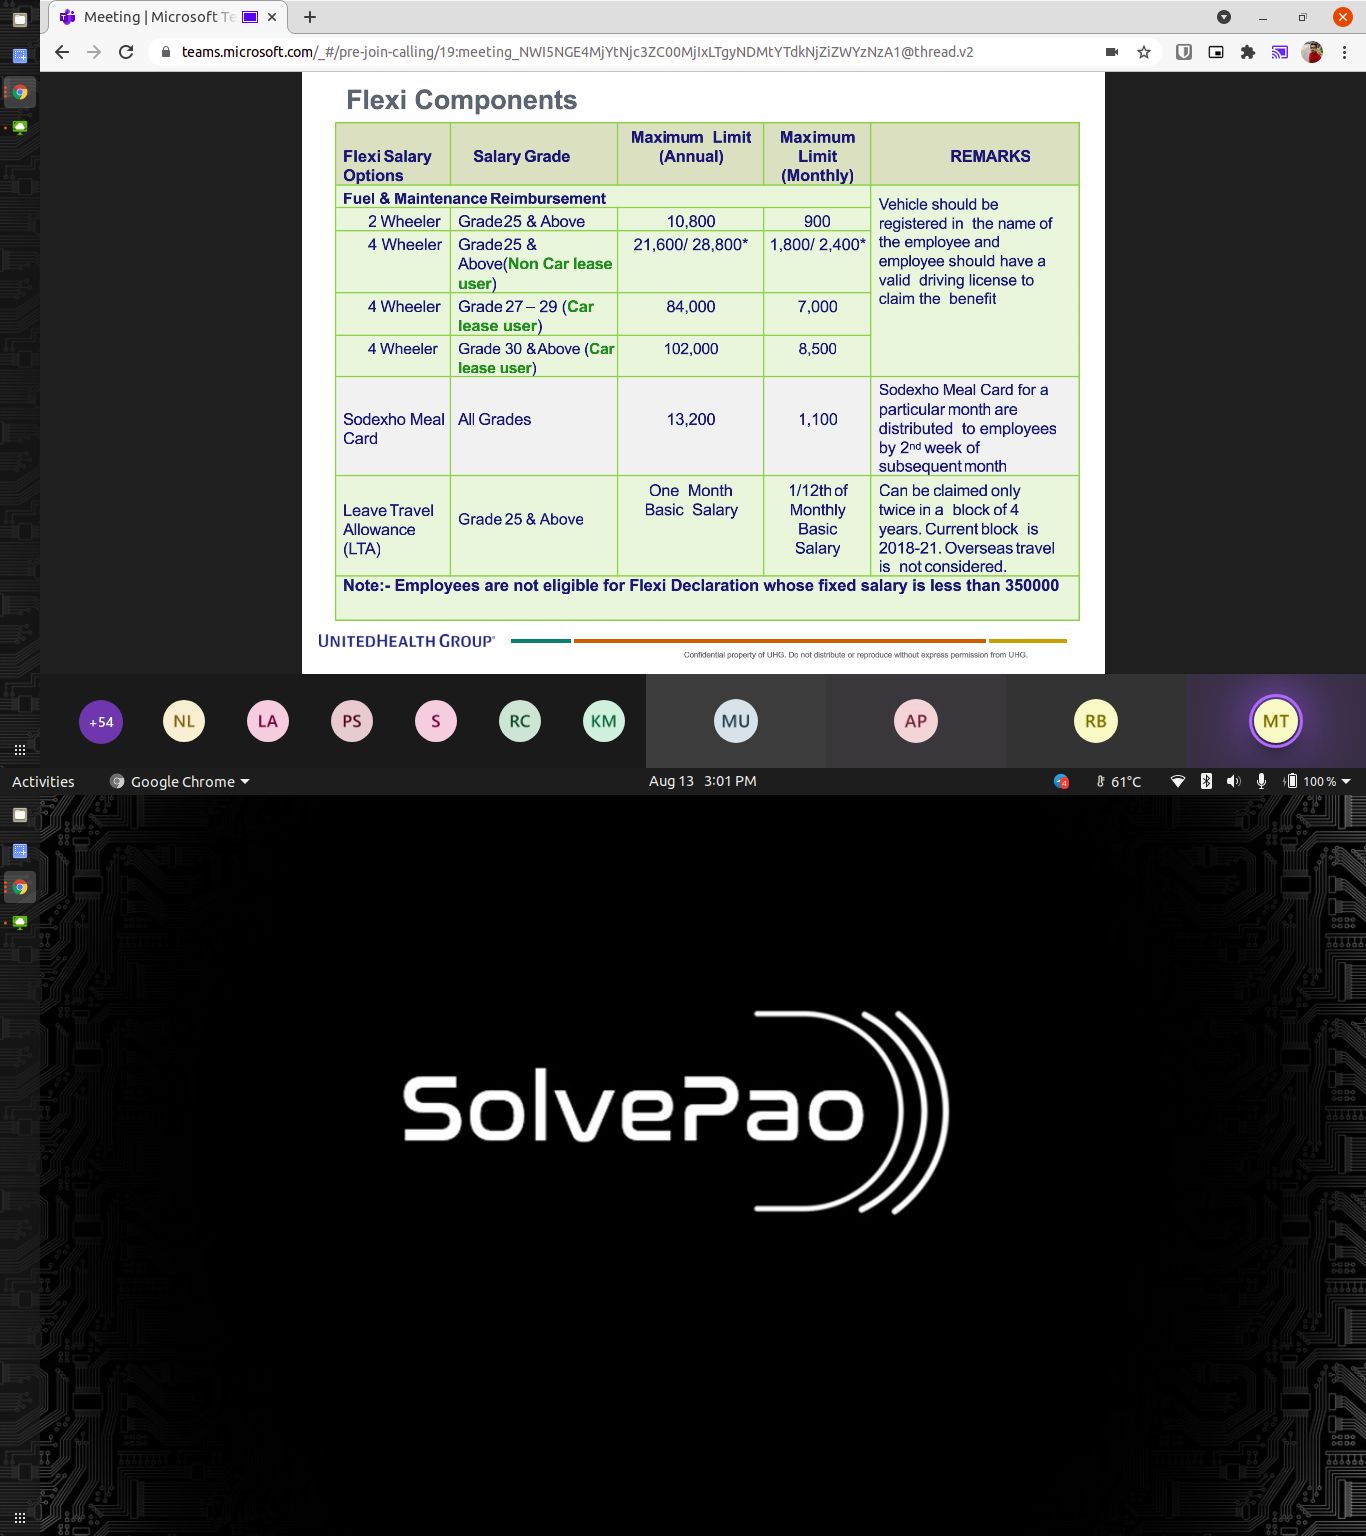 Meeting | Microsoft Te
teams.microsoft.com/_#/pre-join-calling/19:meeting_NWI5NGE4MjYtNjc3ZC00MjIxLTgyNDMtYTdkNjZiZWYzNzA1@thread.v2
Flexi Components
Flexi Salary Options
Salary Grade
Maximum Limit (Annual)
Maximum Limit (Monthly)
REMARKS
Fuel & Maintenance Reimbursement
2 Wheeler
Grade25 & Above
10,800
900
Vehicle should be
registered in the name of
the employee and
employee should have a
valid driving license to
claim the benefit
4 Wheeler
Grade25 &
Above(Non Car lease
user)
21,600/ 28,800*
1,800/ 2,400*
4 Wheeler
Grade 27 – 29 (Car
lease user)
84,000
7,000
4 Wheeler
Grade 30 &Above (Car
lease user)
102,000
8,500
Sodexho Meal
Card
All Grades
13,200
1,100
Sodexho Meal Card for a
particular month are
distributed to employees
by 2nd week of
subsequent month
Leave Travel
Allowance
(LTA)
Grade 25 & Above
One Month
Basic Salary
1/12th of
Monthly
Basic
Salary
Can be claimed only
twice in a block of 4
years. Current block is
2018-21. Overseas travel
is not considered.
Note:- Employees are not eligible for Flexi Declaration whose fixed salary is less than 350000
UNITEDHEALTH GROUP®
Confidential property of UHG. Do not distribute or reproduce without express permission from UHG.
+54
NL
LA
PS
S
RC
KM
MU
AP
RB
MT
Activities
Google Chrome
Aug 13 3:01 PM
4
61°C
100 %
SolvePao